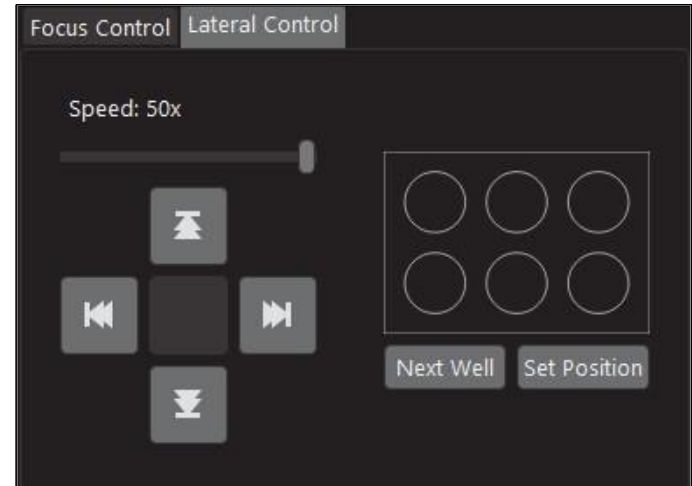 Focus Control Lateral Control
Speed: 50x
Next Well Set Position